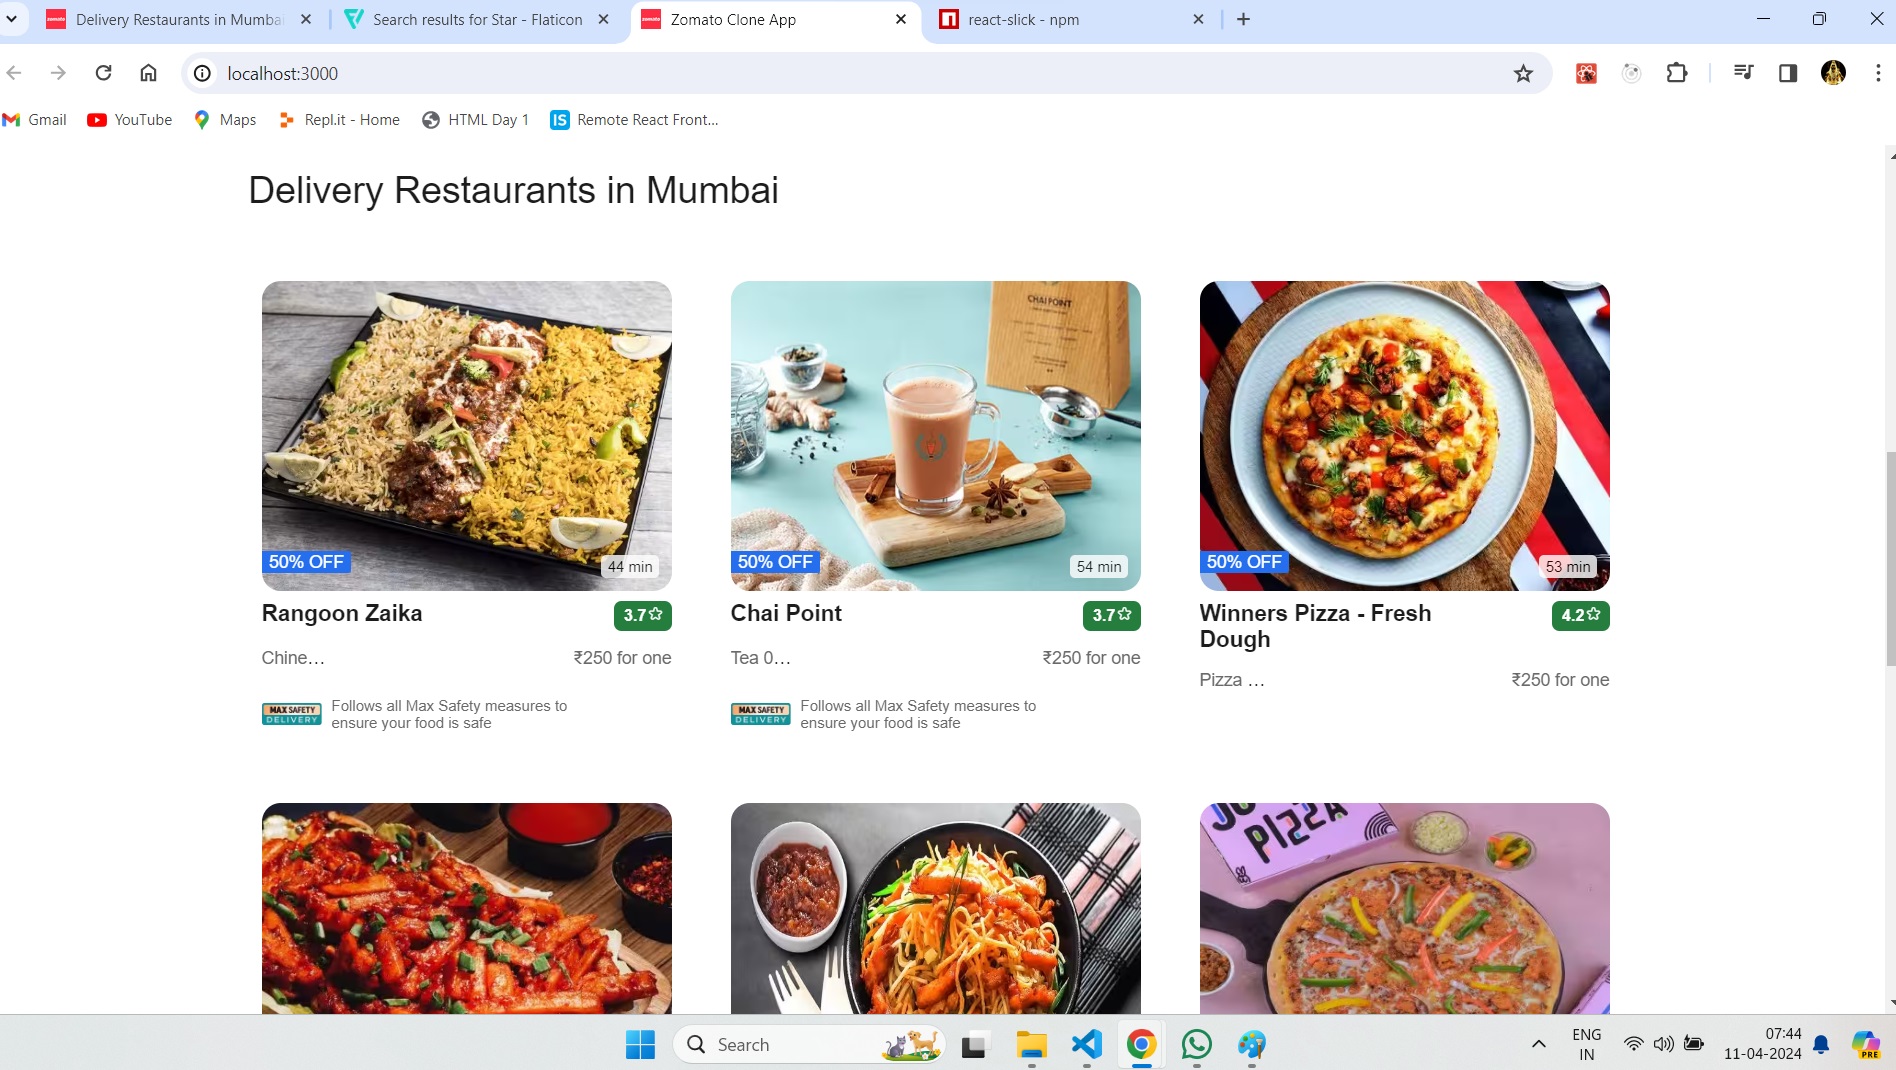 zomato Delivery Restaurants in Mumbai
Search results for Star - Flaticon
zomato Zomato Clone App
n react-slick - npm
localhost:3000
Gmail
YouTube
Maps
Repl.it - Home
HTML Day 1
IS Remote React Front...
Delivery Restaurants in Mumbai
CHAI POINT
50% OFF
44 min
50% OFF
54 min
50% OFF
53 min
Rangoon Zaika
3.7
Chai Point
3.7
Winners Pizza - Fresh
Dough
4.2
Chine...
₹250 for one
Tea 0...
₹250 for one
Pizza ...
₹250 for one
MAX SAFETY
DELIVERY
Follows all Max Safety measures to
ensure your food is safe
MAX SAFETY
DELIVERY
Follows all Max Safety measures to
ensure your food is safe
PIZZA
Search
ENG
IN
07:44
11-04-2024
PRE